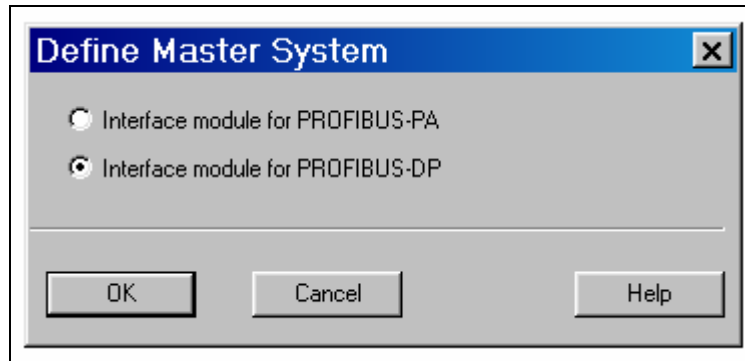 Define Master System
Interface module for PROFIBUS-PA
Interface module for PROFIBUS-DP
OK Cancel Help